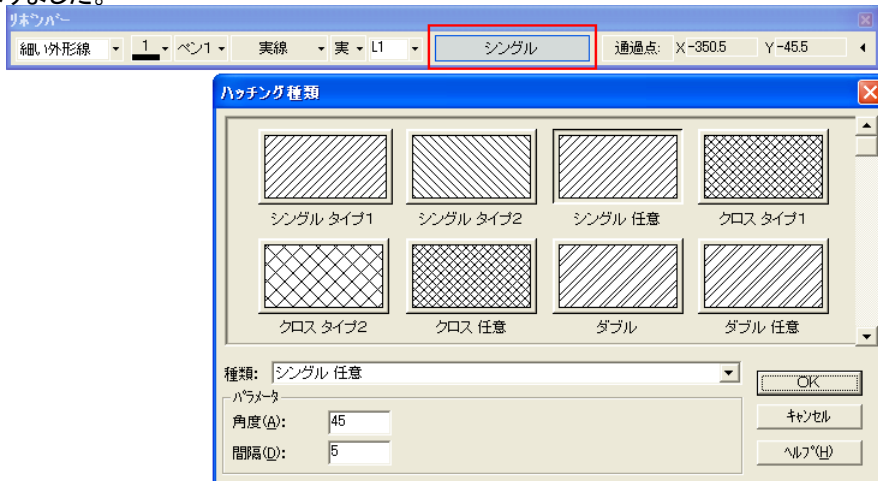 りました。
リボンバー
細い外形線 1 ペン1 実線 実 L1 シングル 通過点: X -350.5 Y -45.5
ハッチング種類
シングル タイプ1 シングル タイプ2 シングル 任意 クロス タイプ1
クロス タイプ2 クロス 任意 ダブル ダブル 任意
種類: シングル 任意
OK
パラメータ
角度(A): 45
キャンセル
間隔(D): 5
ヘルプ(H)